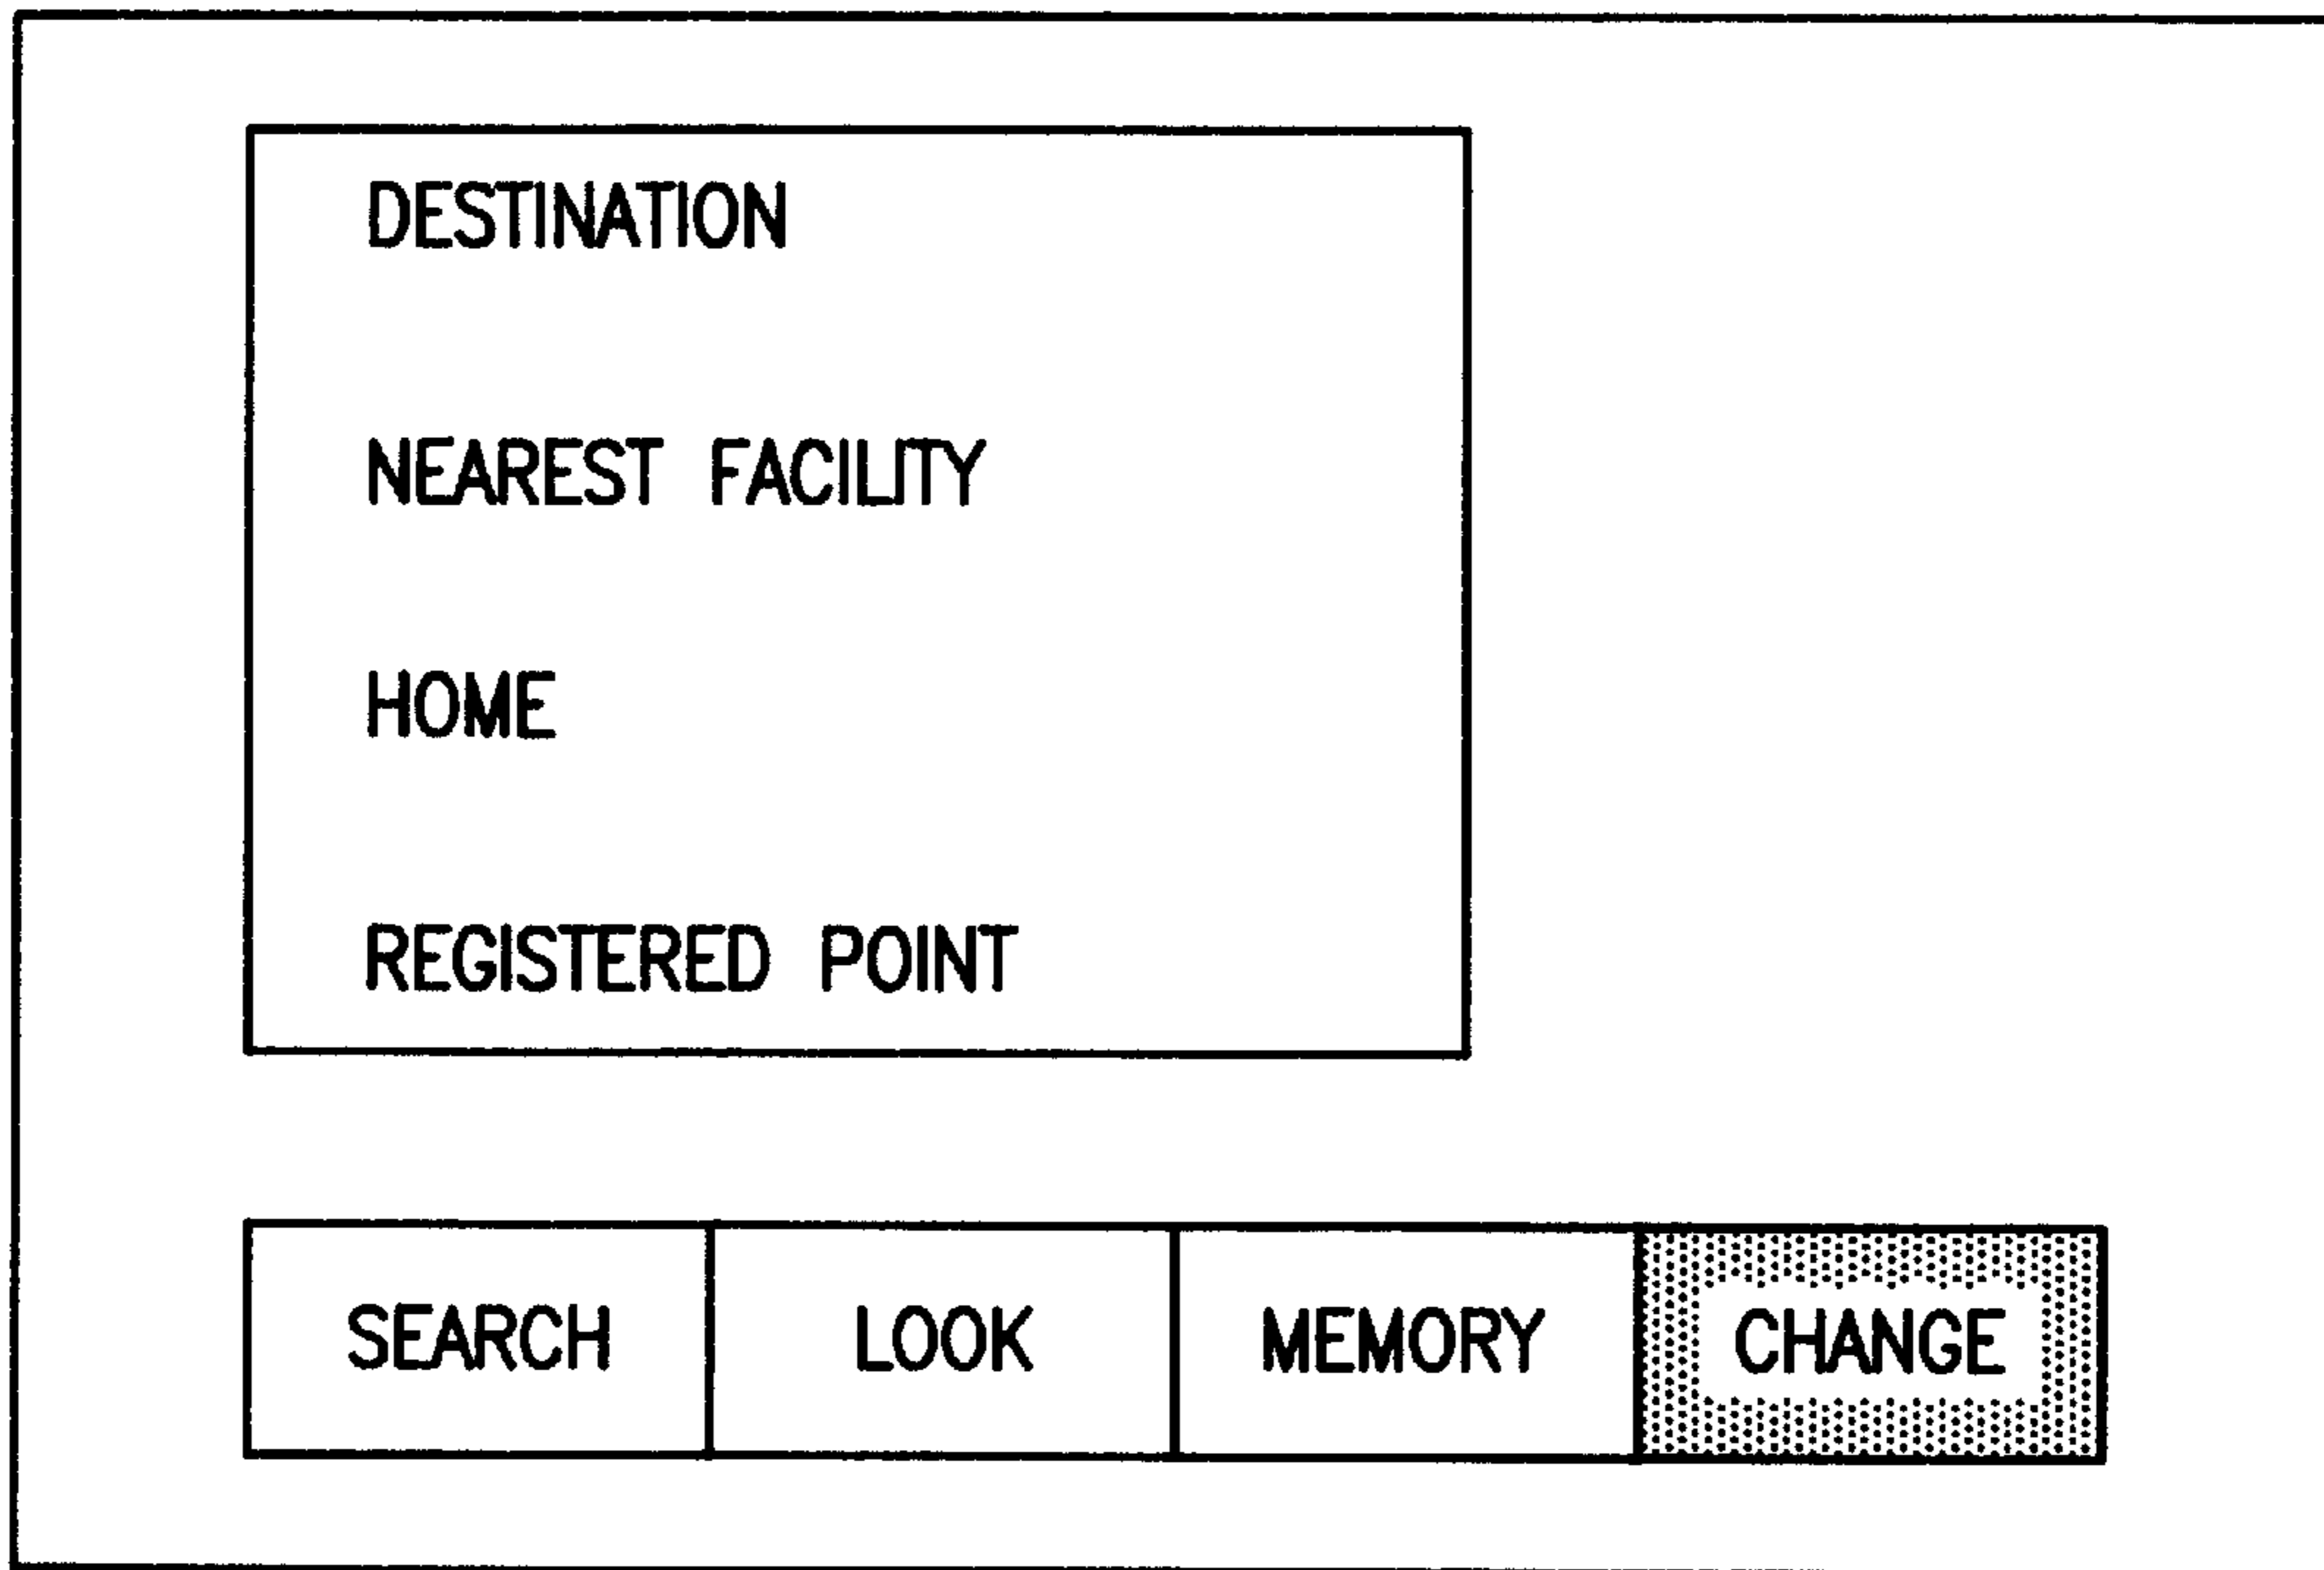 DESTINATION
NEAREST FACILITY
HOME
REGISTERED POINT
SEARCH LOOK MEMORY CHANGE